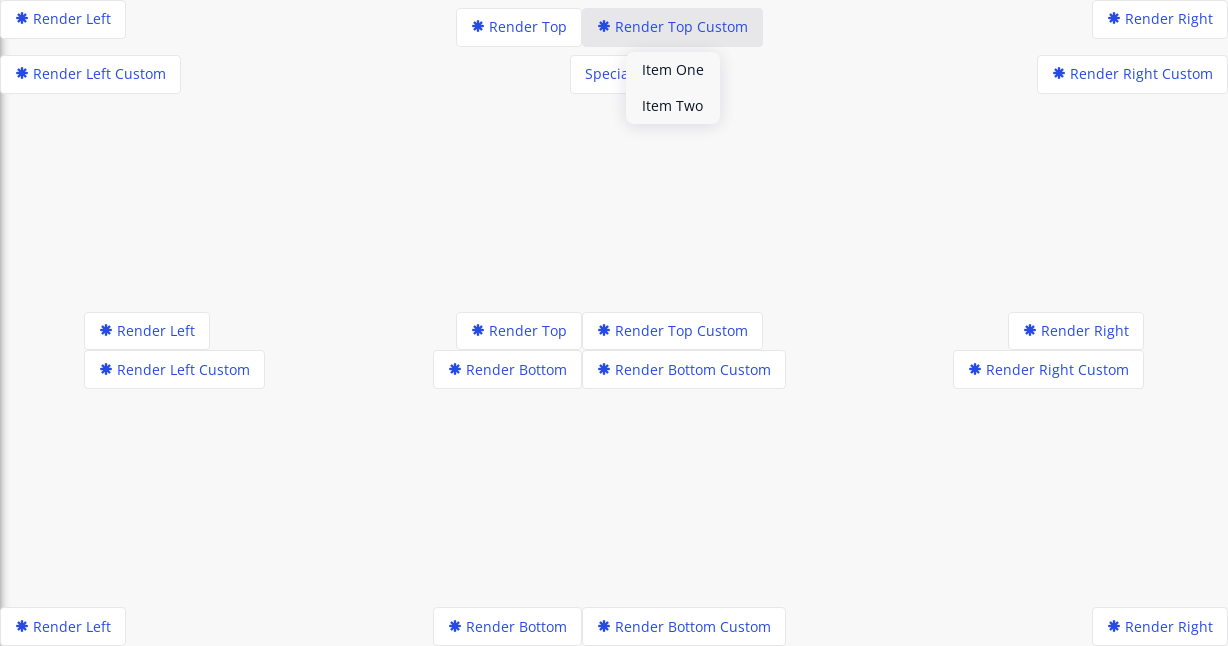 Render Left
Render Top
Render Top Custom
Render Right
Render Left Custom
Item One
Render Right Custom
Item Two
Render Left
Render Top
Render Top Custom
Render Right
Render Left Custom
Render Bottom
Render Bottom Custom
Render Right Custom
Render Left
Render Bottom
Render Bottom Custom
Render Right